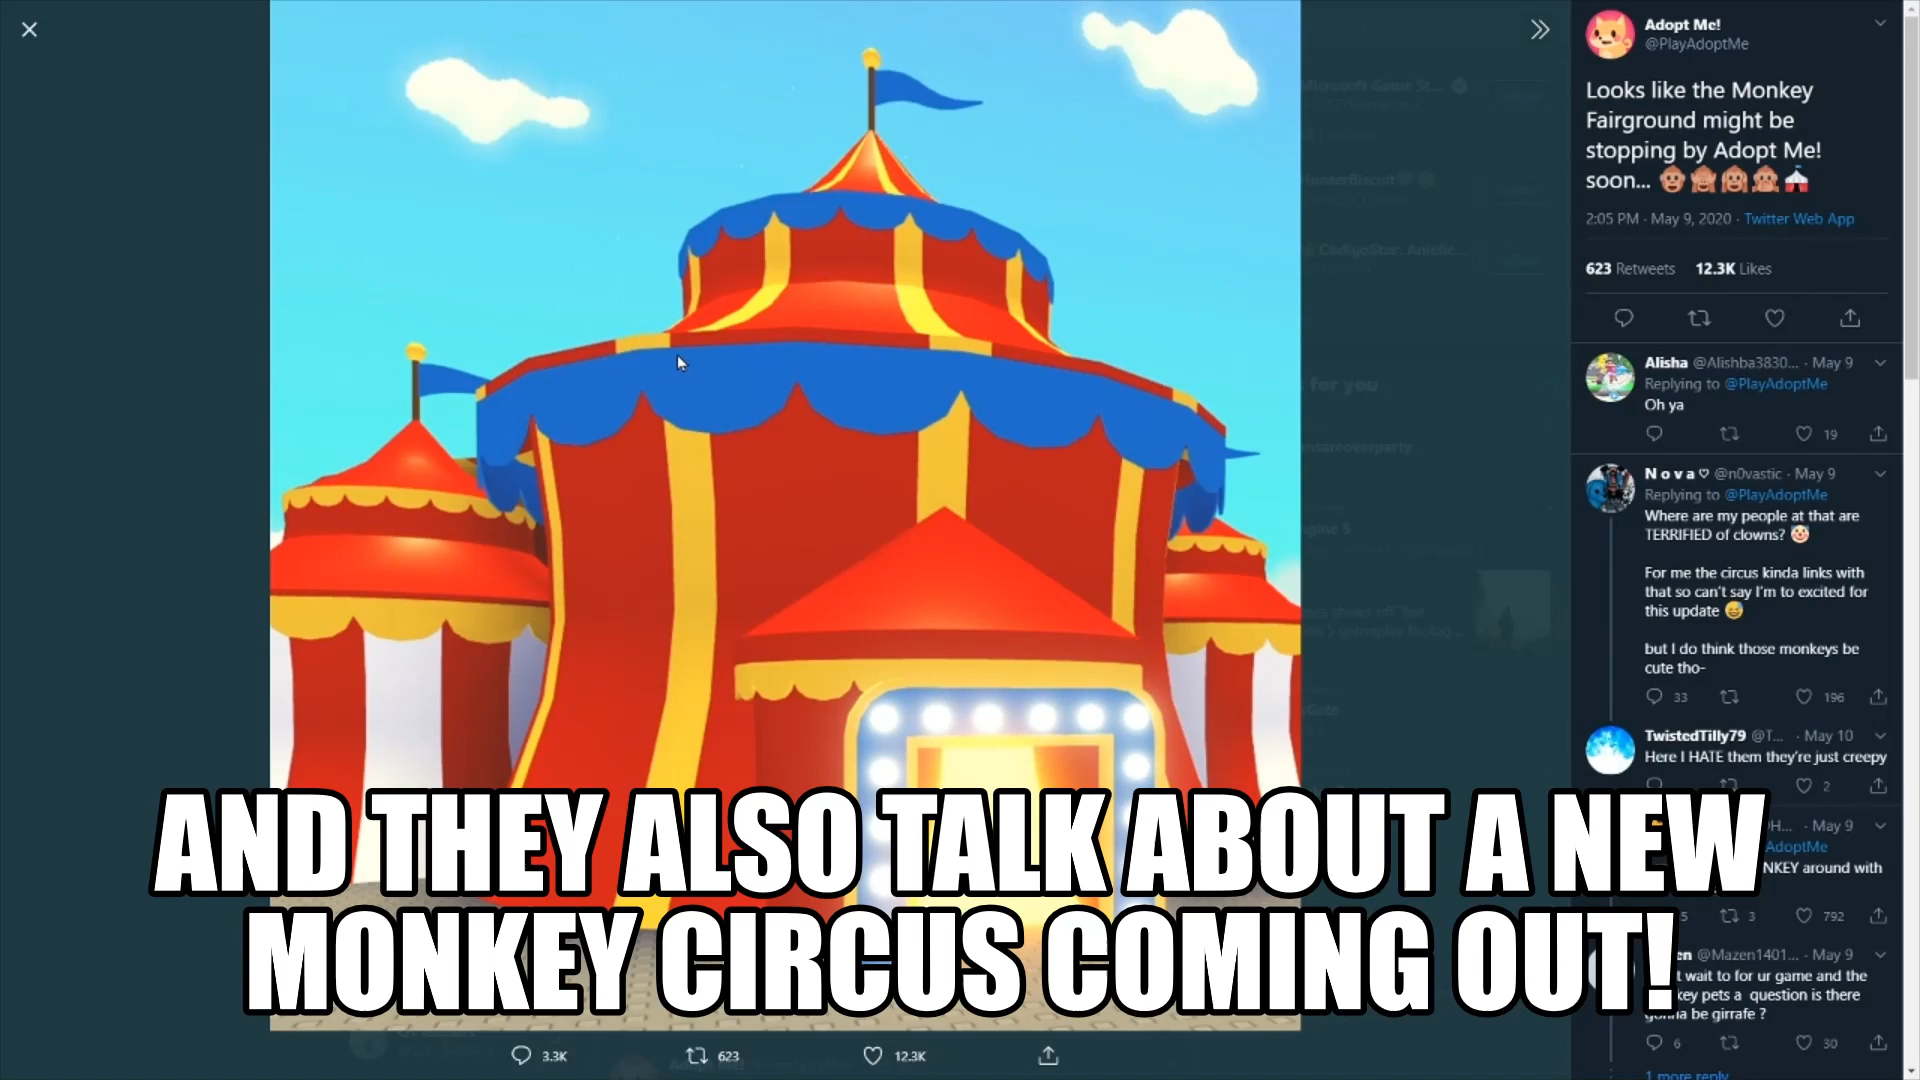 Adopt Me!
@PlayAdoptMe
Looks like the Monkey
Fairground might be
stopping by Adopt Me!
soon... 🐵🙈🙉🙊🎪
2:05 PM · May 9, 2020 · Twitter Web App
623 Retweets 12.3K Likes
Alisha @Alishba3830... · May 9
Replying to @PlayAdoptMe
Oh ya
19
N o v a ♡ @n0vastic · May 9
Replying to @PlayAdoptMe
Where are my people at that are
TERRIFIED of clowns? 🤡
For me the circus kinda links with
that so can't say I'm to excited for
this update 😅
but I do think those monkeys be
cute tho-
33 196
TwistedTilly79 @T... · May 10
Here I HATE them they're just creepy
2
· May 9
AdoptMe
NKEY around with
5 3 792
en @Mazen1401... · May 9
t wait to for ur game and the
key pets a question is there
gonna be girrafe ?
6 30
1 more reply
AND THEY ALSO TALK ABOUT A NEW
MONKEY CIRCUS COMING OUT!
3.3K 623 12.3K